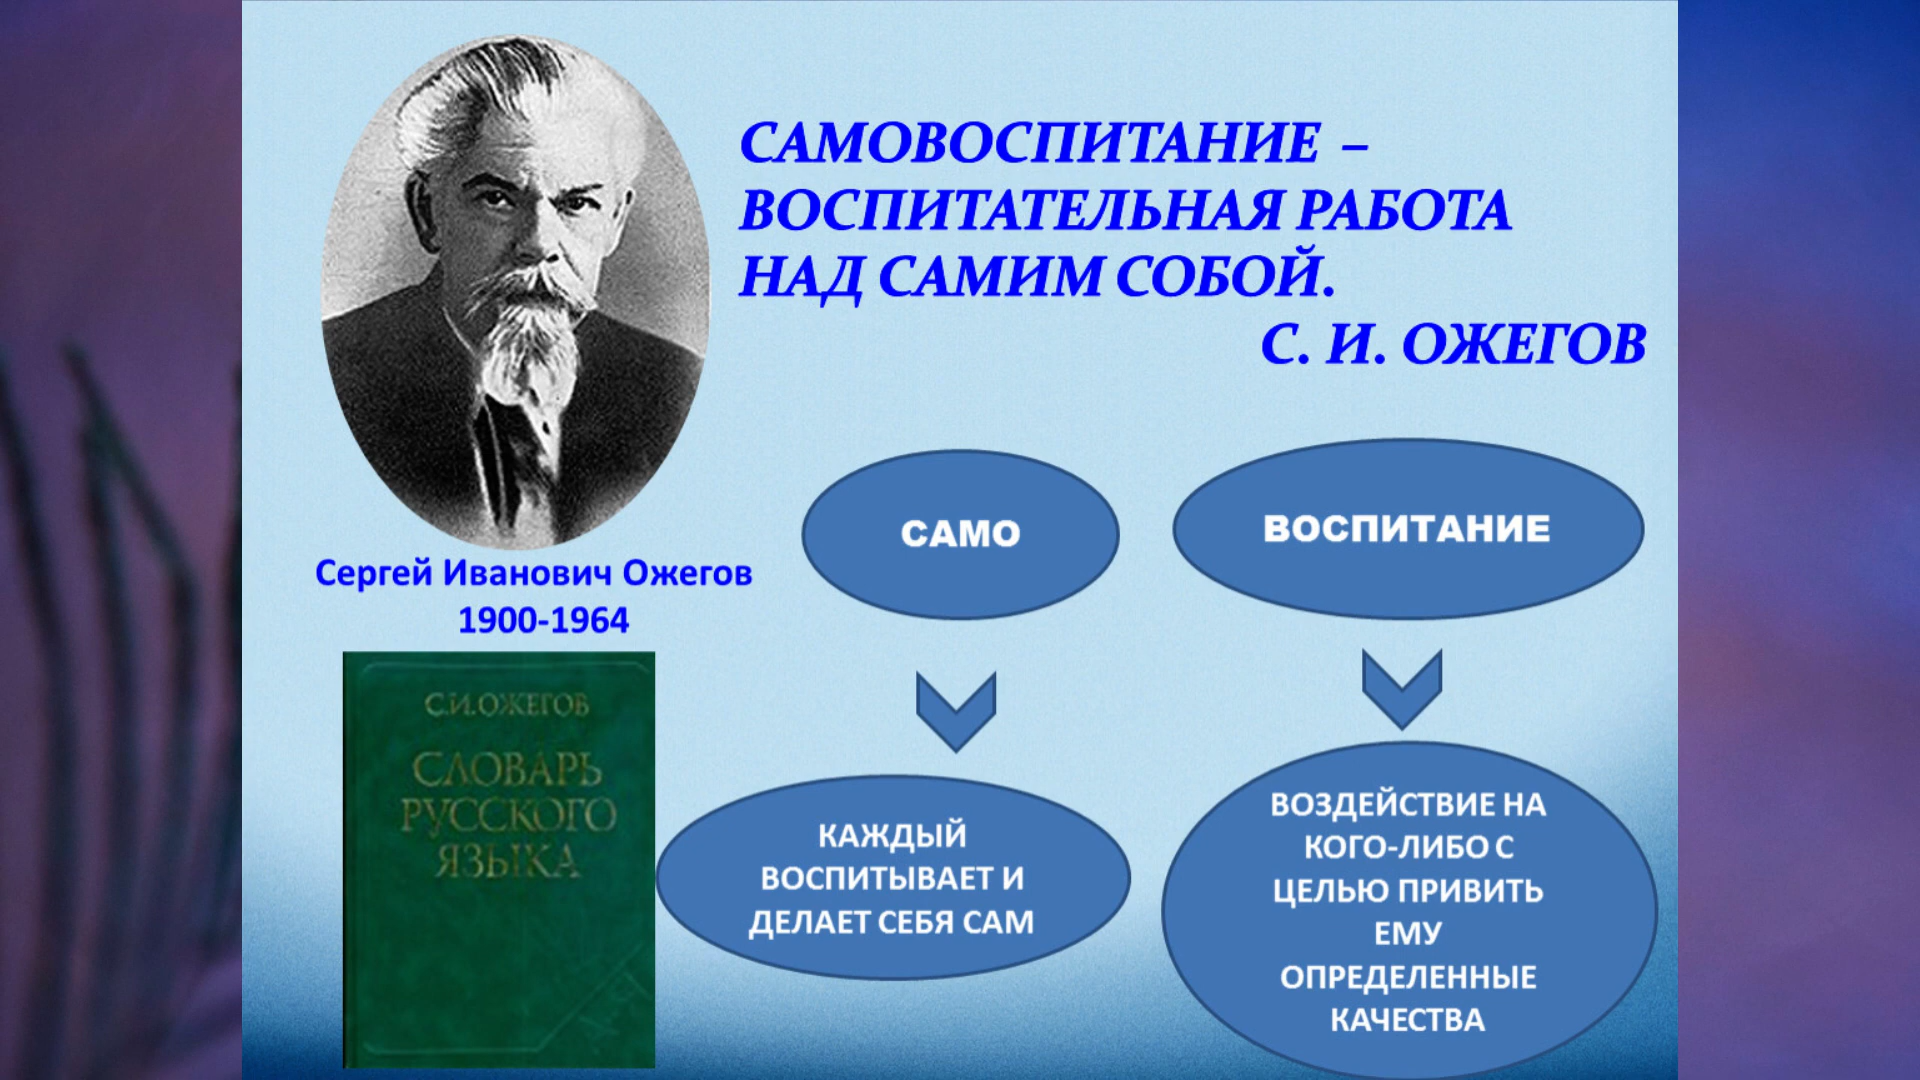 САМОВОСПИТАНИЕ –
ВОСПИТАТЕЛЬНАЯ РАБОТА
НАД САМИМ СОБОЙ.
С. И. ОЖЕГОВ
Сергей Иванович Ожегов
1900-1964
С.И.ОЖЕГОВ
СЛОВАРЬ
РУССКОГО
ЯЗЫКА
САМО
ВОСПИТАНИЕ
КАЖДЫЙ
ВОСПИТЫВАЕТ И
ДЕЛАЕТ СЕБЯ САМ
ВОЗДЕЙСТВИЕ НА
КОГО-ЛИБО С
ЦЕЛЬЮ ПРИВИТЬ
ЕМУ
ОПРЕДЕЛЕННЫЕ
КАЧЕСТВА